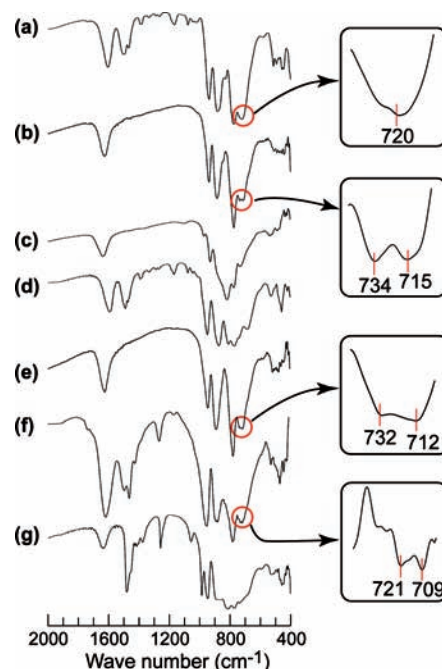 (a)
720
(b)
734 715
(c)
(d)
(e)
732 712
(f)
721 709
(g)
2000 1600 1200 800 400
Wave number (cm-1)